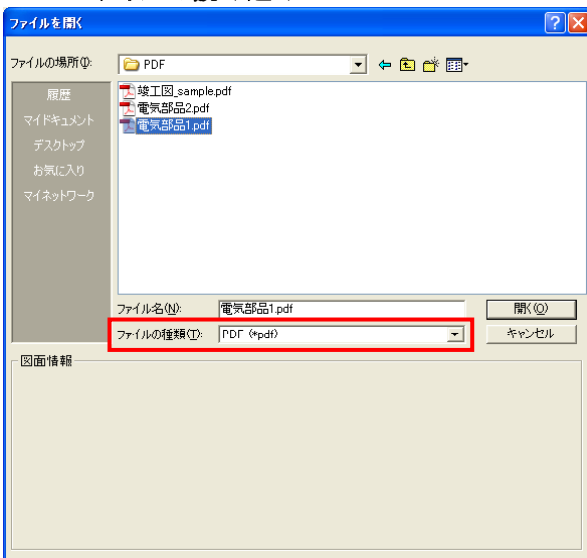 ファイルを開く
ファイルの場所(I):
PDF
履歴
マイドキュメント
デスクトップ
お気に入り
マイネットワーク
竣工図_sample.pdf
電気部品2.pdf
電気部品1.pdf
ファイル名(N):
電気部品1.pdf
開く(O)
ファイルの種類(T):
PDF (*pdf)
キャンセル
図面情報